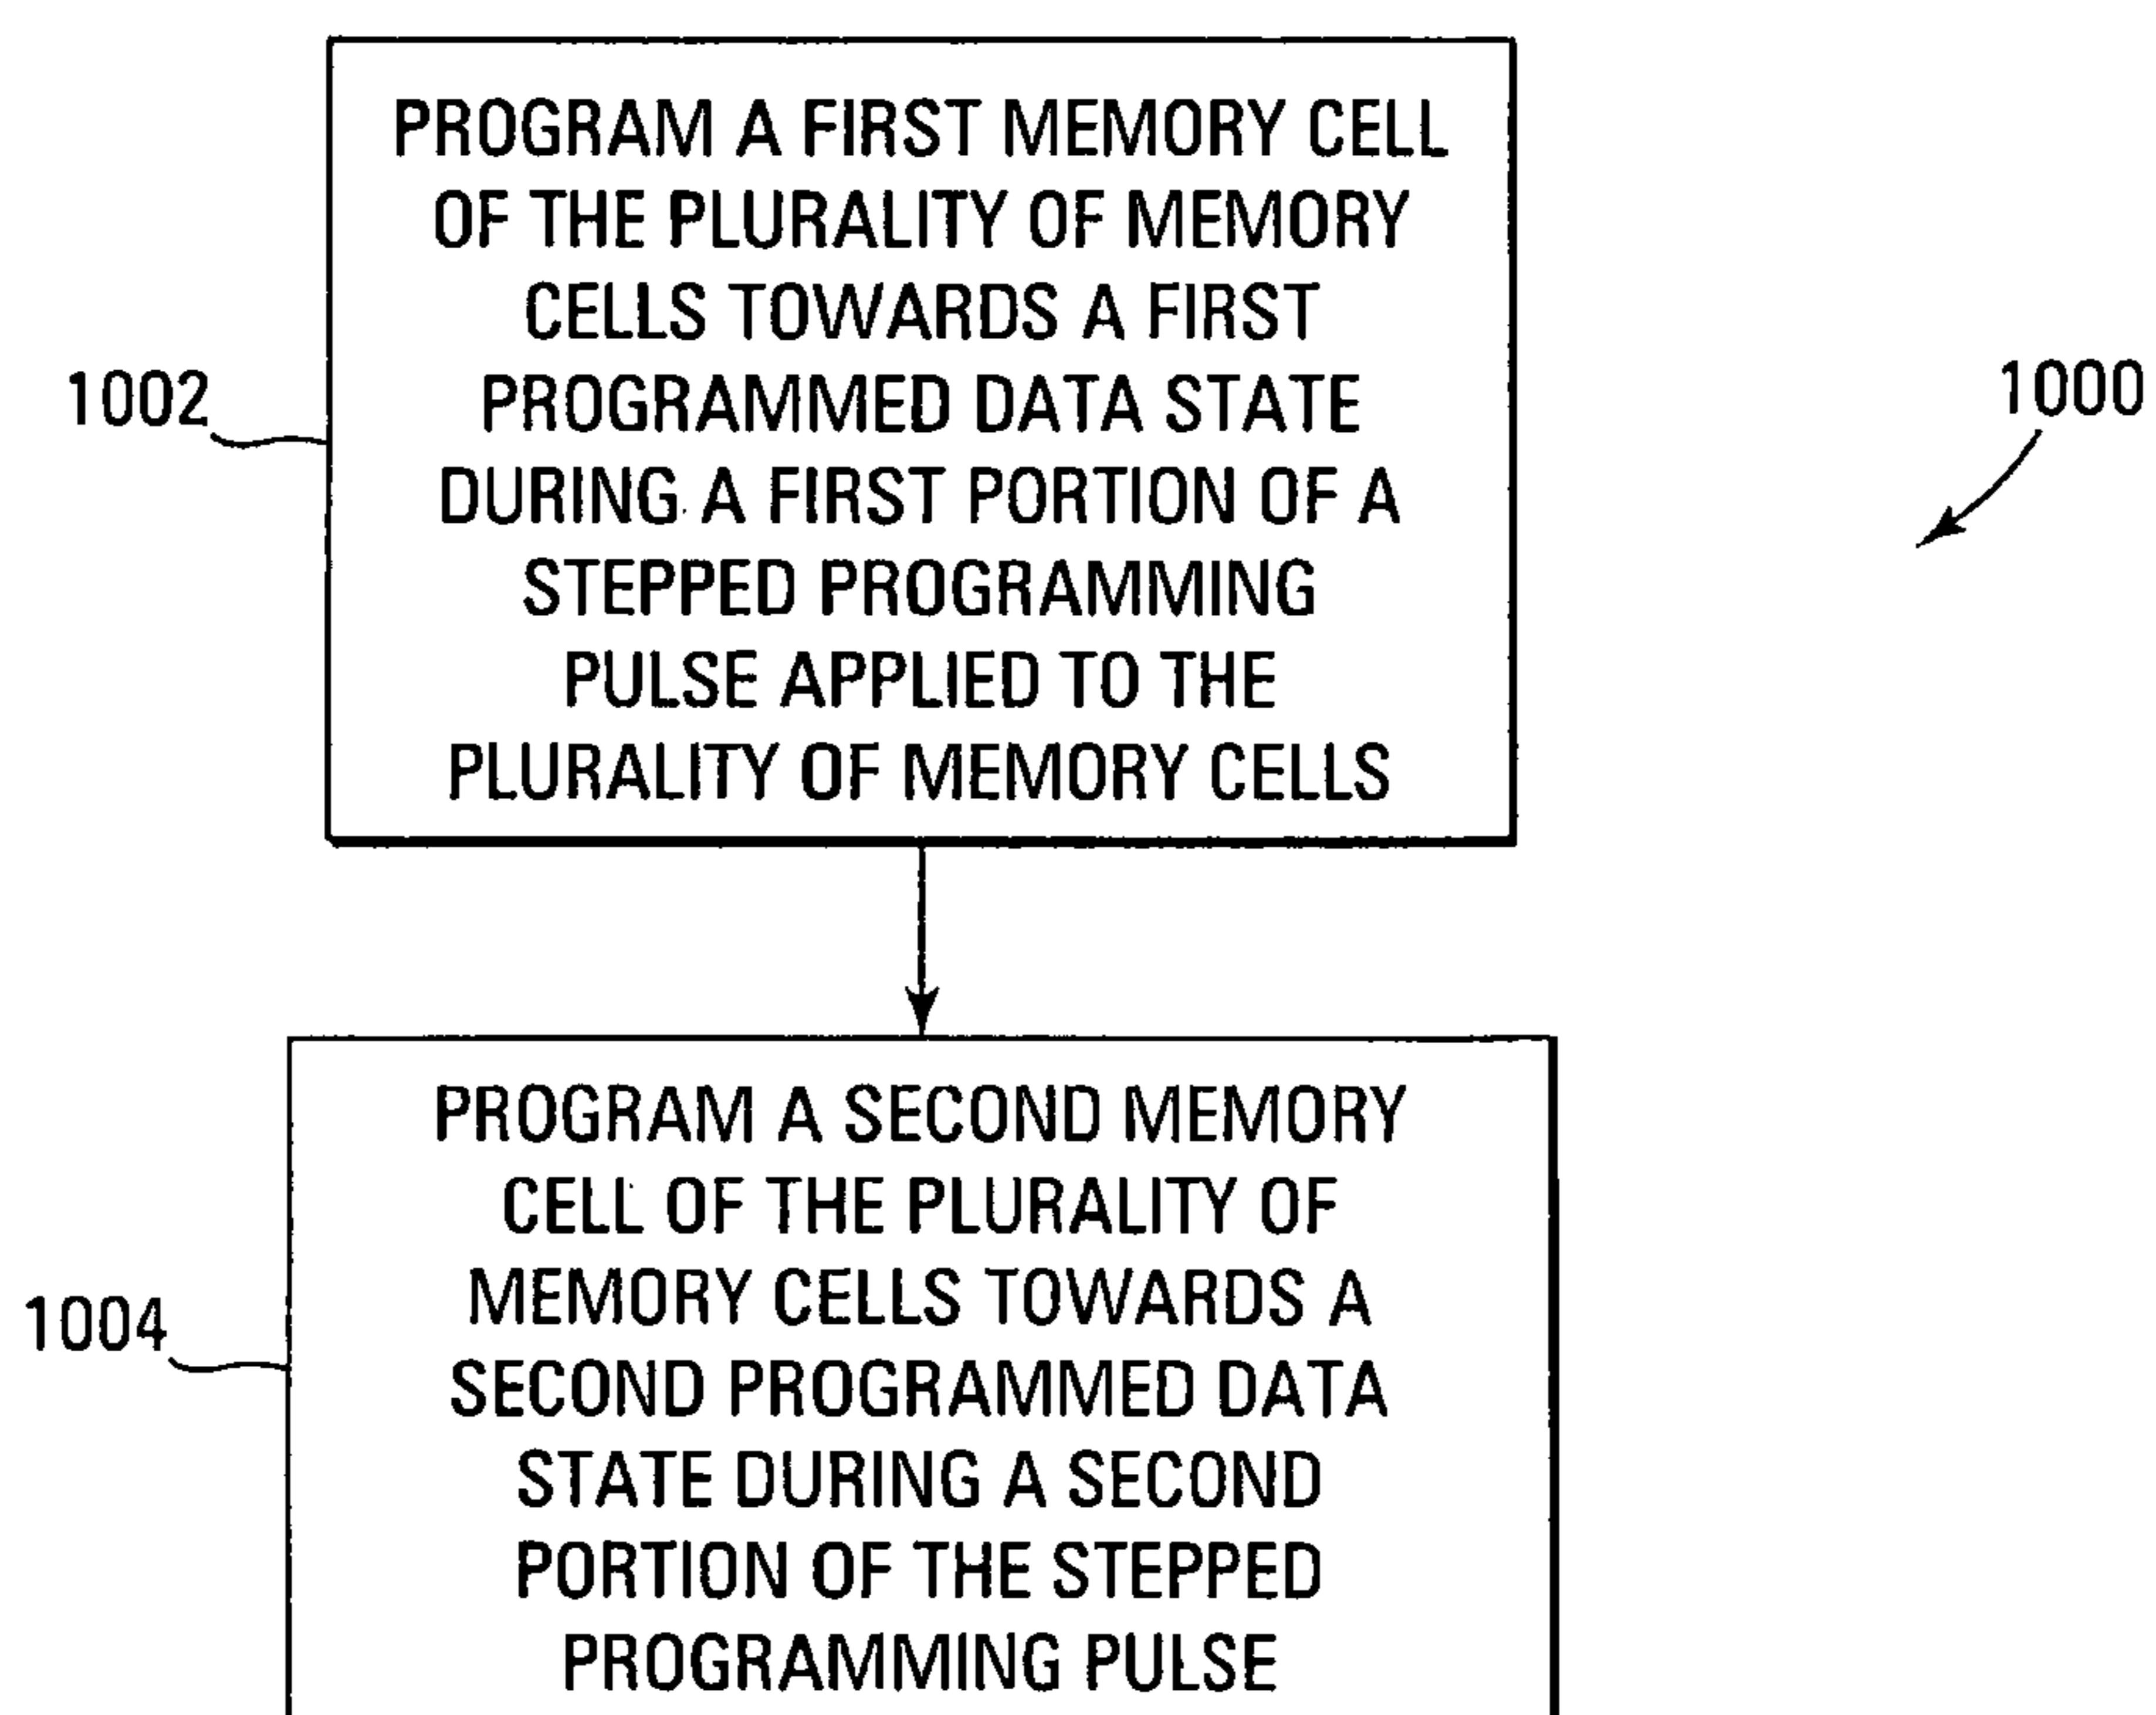 PROGRAM A FIRST MEMORY CELL
OF THE PLURALITY OF MEMORY
CELLS TOWARDS A FIRST
PROGRAMMED DATA STATE
DURING A FIRST PORTION OF A
STEPPED PROGRAMMING
PULSE APPLIED TO THE
PLURALITY OF MEMORY CELLS
1002
1000
PROGRAM A SECOND MEMORY
CELL OF THE PLURALITY OF
MEMORY CELLS TOWARDS A
SECOND PROGRAMMED DATA
STATE DURING A SECOND
PORTION OF THE STEPPED
PROGRAMMING PULSE
1004